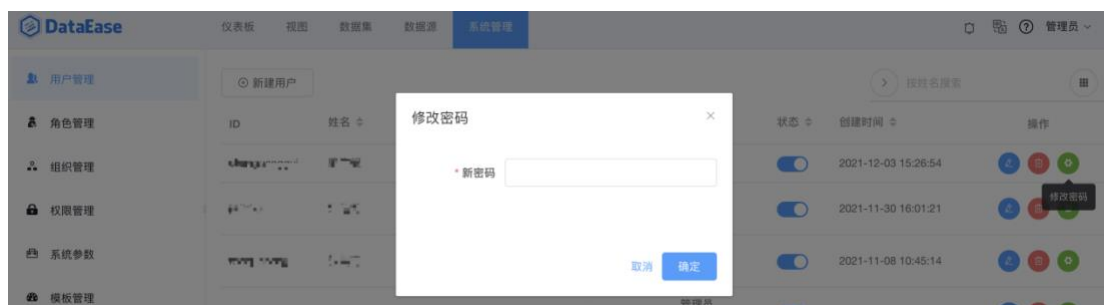 DataEase 仪表板 视图 数据集 数据源 系统管理 管理员
用户管理 新建用户 按姓名搜索
修改密码
角色管理 ID 姓名 状态 创建时间 操作
组织管理 2021-12-03 15:26:54
* 新密码
修改密码
权限管理 2021-11-30 16:01:21
系统参数 2021-11-08 10:45:14
取消 确定
模板管理 管理员